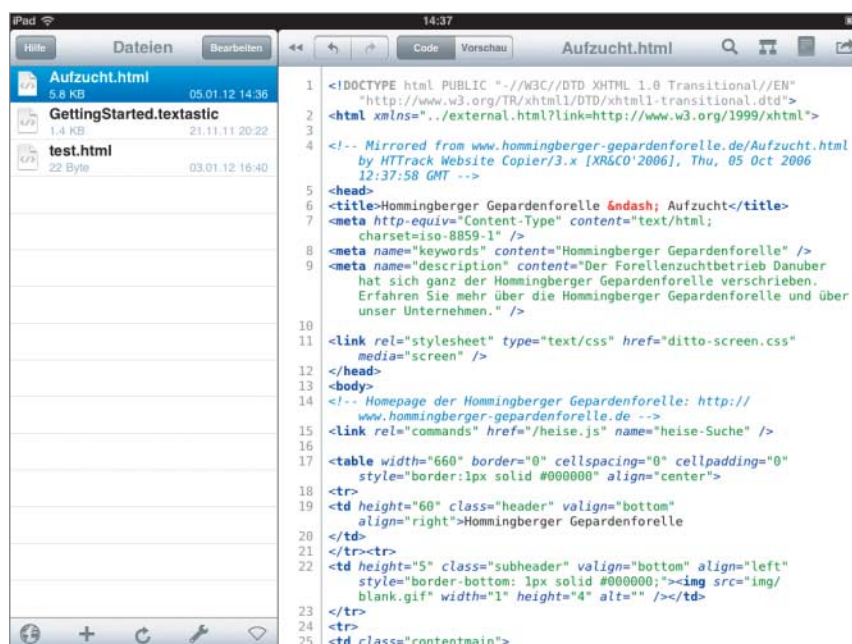 iPad 14:37
Hilfe Dateien Bearbeiten
Aufzucht.html
5.8 KB 05.01.12 14:36
GettingStarted.textastic
1.4 KB 21.11.11 20:22
test.html
22 Byte 03.01.12 16:40
Code Vorschau Aufzucht.html
1 <!DOCTYPE html PUBLIC "-//W3C//DTD XHTML 1.0 Transitional//EN"
"http://www.w3.org/TR/xhtml1/DTD/xhtml1-transitional.dtd">
2 <html xmlns="../external.html?link=http://www.w3.org/1999/xhtml">
3
4 <!-- Mirrored from www.hommingberger-gepardenforelle.de/Aufzucht.html
by HTTrack Website Copier/3.x [XR&CO'2006], Thu, 05 Oct 2006
12:37:58 GMT -->
5 <head>
6 <title>Hommingberger Gepardenforelle &ndash; Aufzucht</title>
7 <meta http-equiv="Content-Type" content="text/html;
charset=iso-8859-1" />
8 <meta name="keywords" content="Hommingberger Gepardenforelle" />
9 <meta name="description" content="Der Forellenzuchtbetrieb Danuber
hat sich ganz der Hommingberger Gepardenforelle verschrieben.
Erfahren Sie mehr über die Hommingberger Gepardenforelle und über
unser Unternehmen." />
10
11 <link rel="stylesheet" type="text/css" href="ditto-screen.css"
media="screen" />
12 </head>
13 <body>
14 <!-- Homepage der Hommingberger Gepardenforelle: http://
www.hommingberger-gepardenforelle.de -->
15 <link rel="commands" href="/heise.js" name="heise-Suche" />
16
17 <table width="660" border="0" cellspacing="0" cellpadding="0"
style="border:1px solid #000000" align="center">
18 <tr>
19 <td height="60" class="header" valign="bottom"
align="right">Hommingberger Gepardenforelle
20 </td>
21 </tr><tr>
22 <td height="5" class="subheader" valign="bottom" align="left"
style="border-bottom: 1px solid #000000;"><img src="img/
blank.gif" width="1" height="4" alt="" /></td>
23 </tr>
24 <tr>
25 <td class="contentmain">